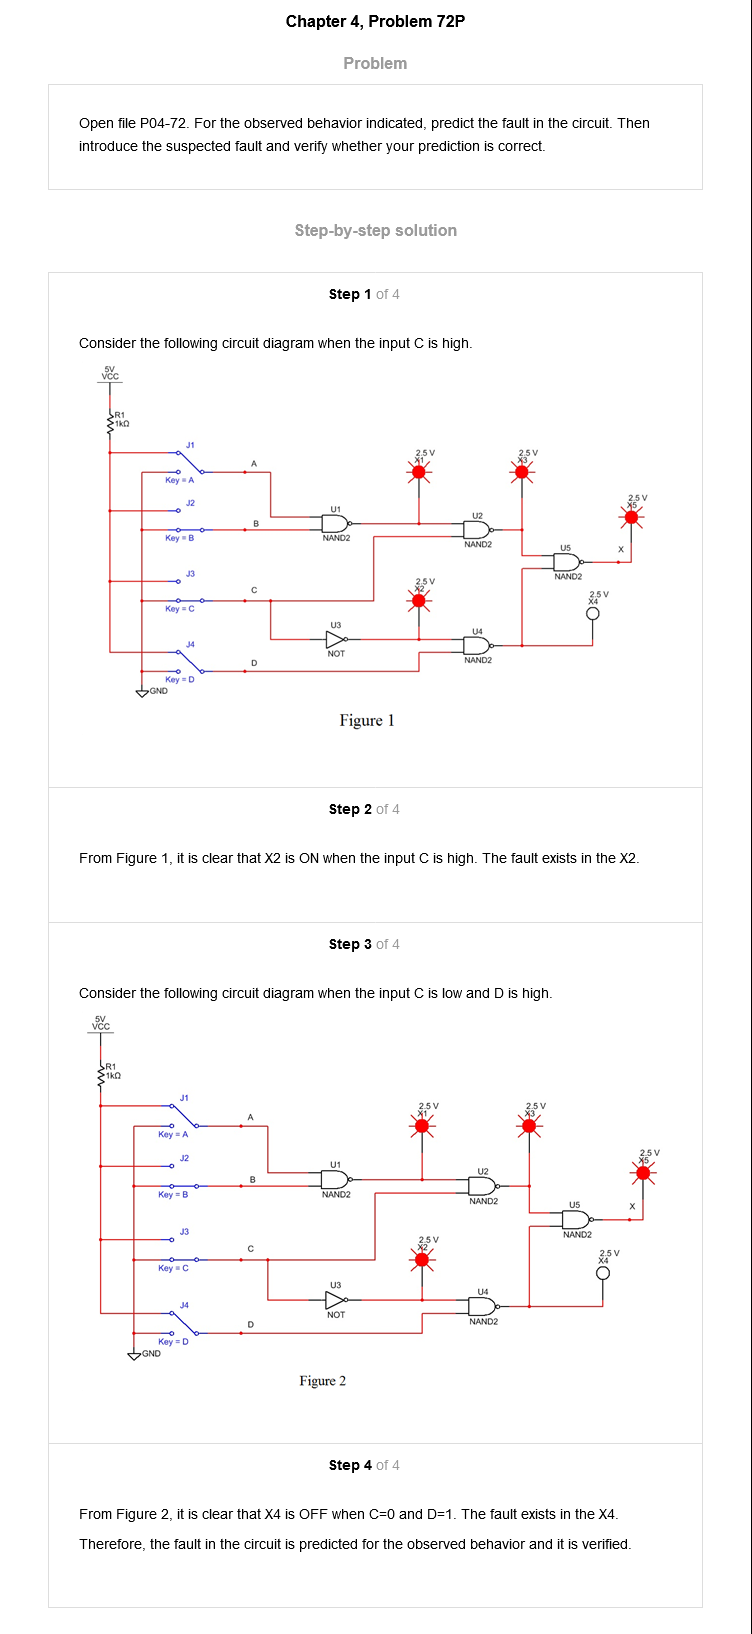 Chapter 4, Problem 72P
Problem
Open file P04-72. For the observed behavior indicated, predict the fault in the circuit. Then
introduce the suspected fault and verify whether your prediction is correct.
Step-by-step solution
Step 1 of 4
Consider the following circuit diagram when the input C is high.
5V
VCC
R1
1kΩ
J1
A
Key = A
J2
B
Key = B
J3
C
Key = C
J4
D
Key = D
GND
U1
NAND2
2.5 V
X1
2.5 V
X3
U2
NAND2
2.5 V
X5
X
U5
NAND2
2.5 V
X2
2.5 V
X4
U3
NOT
U4
NAND2
Figure 1
Step 2 of 4
From Figure 1, it is clear that X2 is ON when the input C is high. The fault exists in the X2.
Step 3 of 4
Consider the following circuit diagram when the input C is low and D is high.
5V
VCC
R1
1kΩ
J1
A
Key = A
J2
B
Key = B
J3
C
Key = C
J4
D
Key = D
GND
U1
NAND2
2.5 V
X1
2.5 V
X3
U2
NAND2
2.5 V
X5
X
U5
NAND2
2.5 V
X2
2.5 V
X4
U3
NOT
U4
NAND2
Figure 2
Step 4 of 4
From Figure 2, it is clear that X4 is OFF when C=0 and D=1. The fault exists in the X4.
Therefore, the fault in the circuit is predicted for the observed behavior and it is verified.